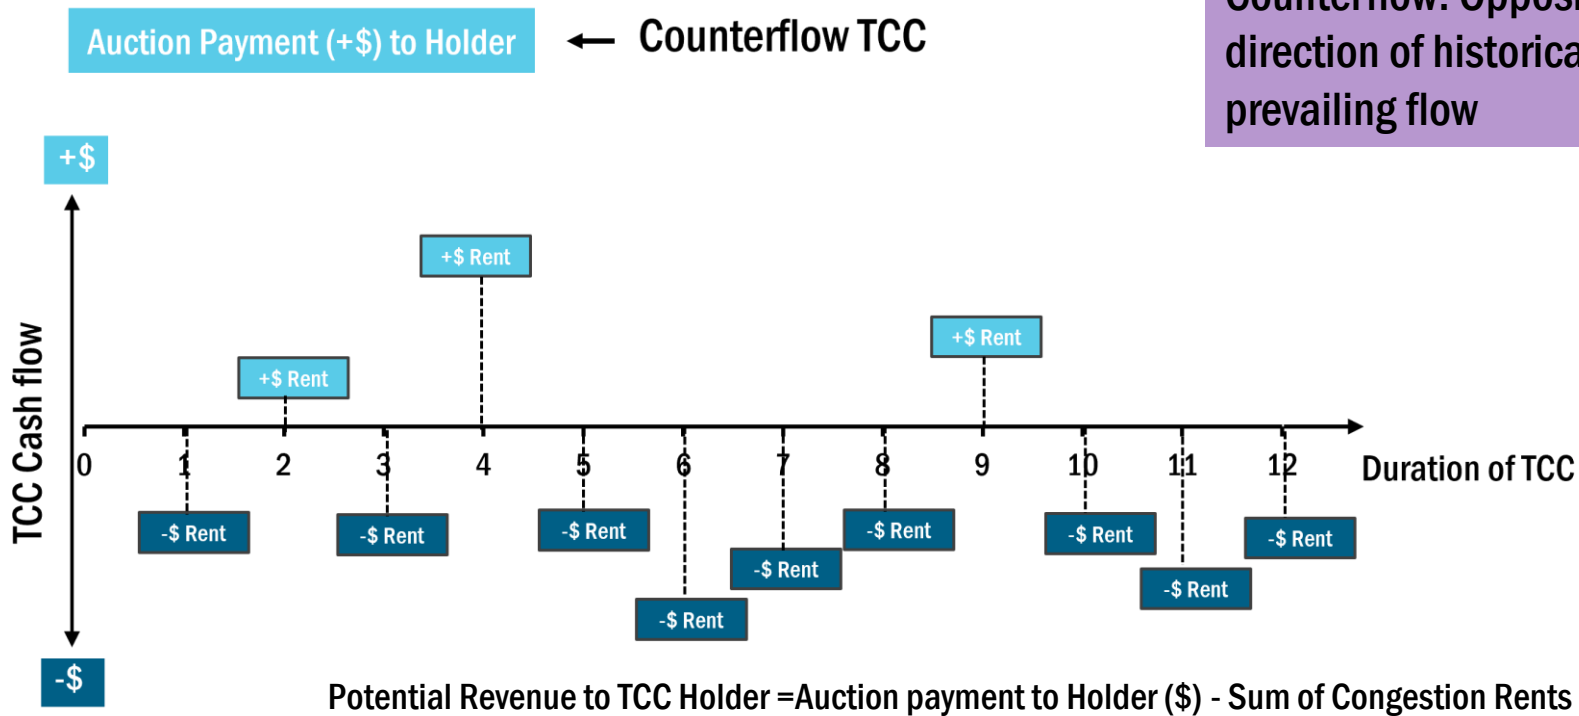 Auction Payment (+$) to Holder
Counterflow TCC
direction of
prevailing flow
+$
+$ Rent
+$ Rent
+$ Rent
TCC Cash flow
0 1 2 3 4 5 6 7 8 9 10 11 12
Duration of TCC
-$ Rent
-$ Rent
-$ Rent
-$ Rent
-$ Rent
-$ Rent
-$ Rent
-$ Rent
-$ Rent
-$
Potential Revenue to TCC Holder =Auction payment to Holder ($) - Sum of Congestion Rents